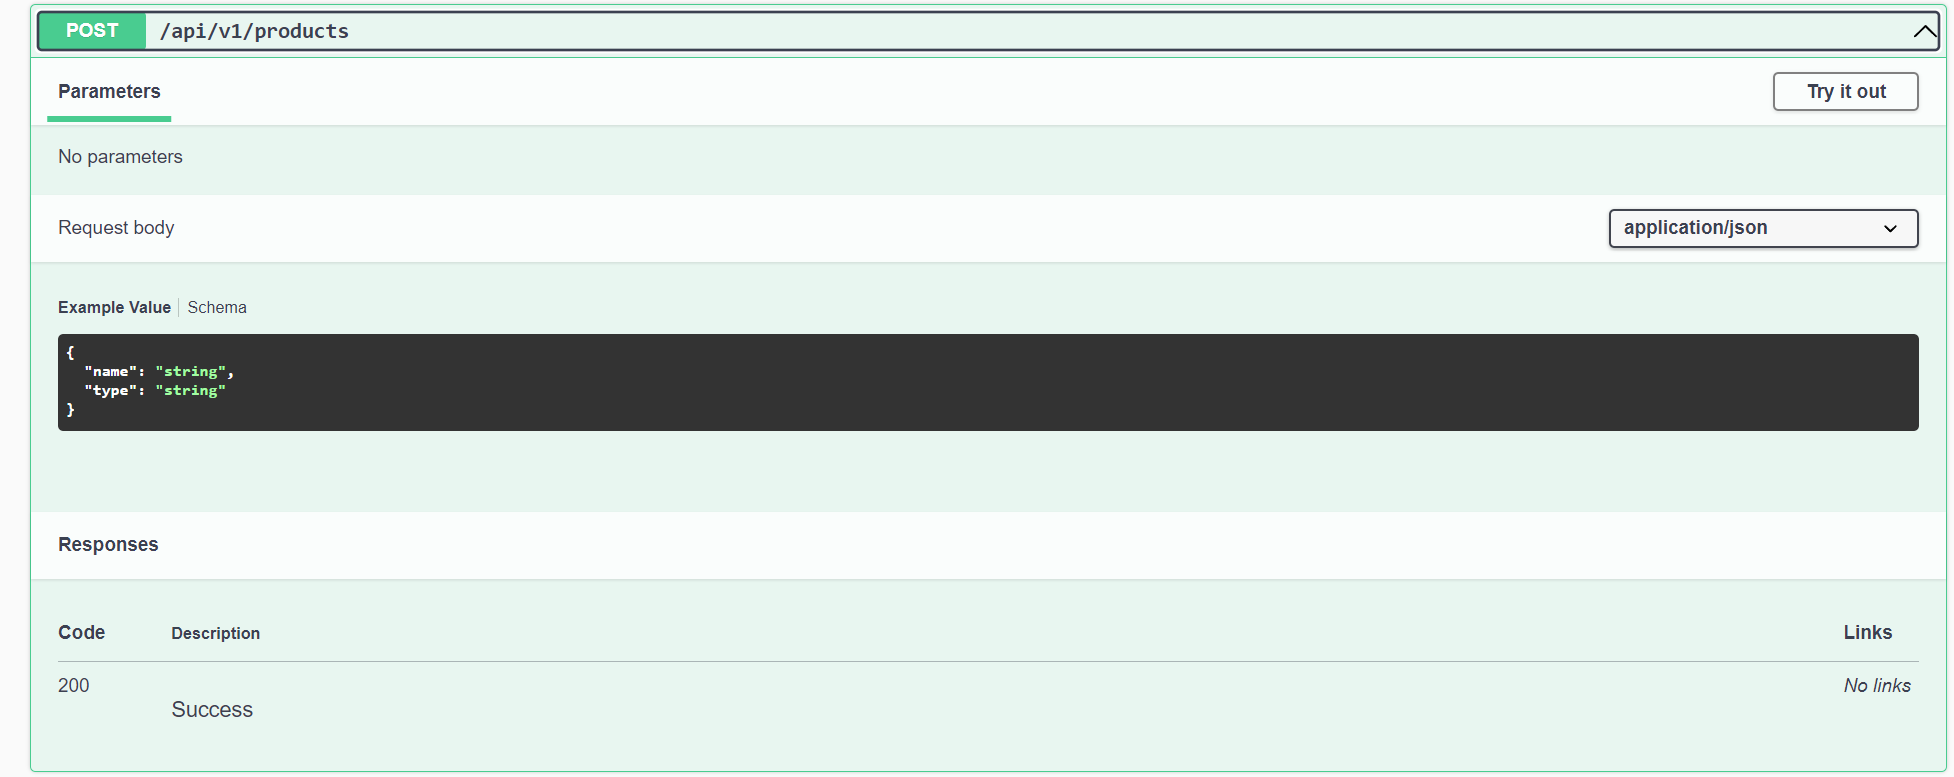 POST /api/v1/products
Parameters
Try it out
No parameters
Request body
application/json
Example Value
Schema
{
  "name": "string",
  "type": "string"
}
Responses
Code Description Links
200 No links
Success